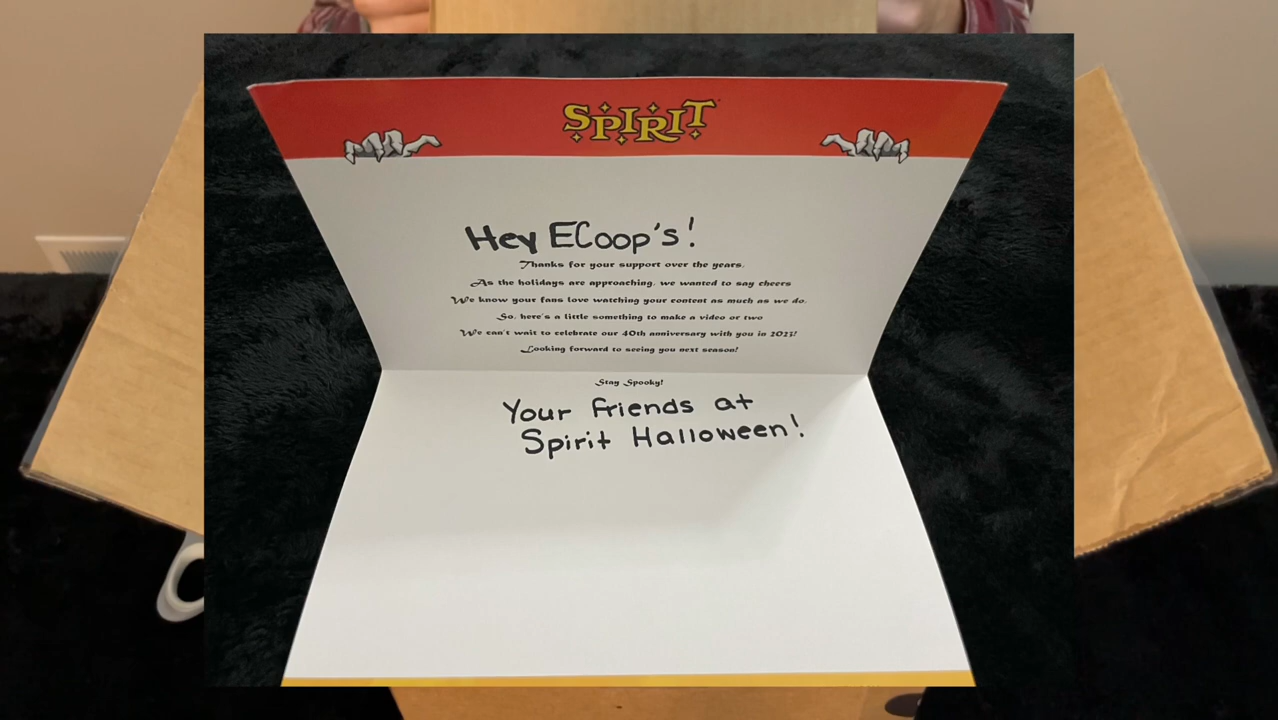 SPIRIT
Hey ECoop's!
Thanks for your support over the years.
As the holidays are approaching, we wanted to say cheers
We know your fans love watching your content as much as we do.
So, here's a little something to make a video or two
We can't wait to celebrate our 40th anniversary with you in 2023!
Looking forward to seeing you next season!
Stay Spooky!
Your friends at
Spirit Halloween!